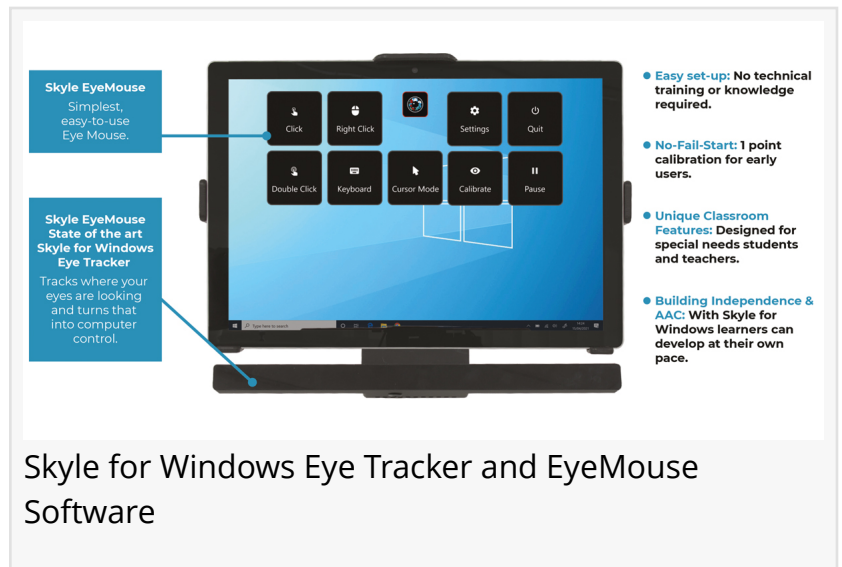 Skyle EyeMouse
Simplest,
easy-to-use
Eye Mouse.
Skyle EyeMouse
State of the art
Skyle for Windows
Eye Tracker
Tracks where your
eyes are looking
and turns that
into computer
control.
Click
Right Click
Settings
Quit
Double Click
Keyboard
Cursor Mode
Calibrate
Pause
Type here to search
Easy set-up: No technical
training or knowledge
required.
No-Fail-Start: 1 point
calibration for early
users.
Unique Classroom
Features: Designed for
special needs students
and teachers.
Building Independence &
AAC: With Skyle for
Windows learners can
develop at their own
pace.
Skyle for Windows Eye Tracker and EyeMouse
Software